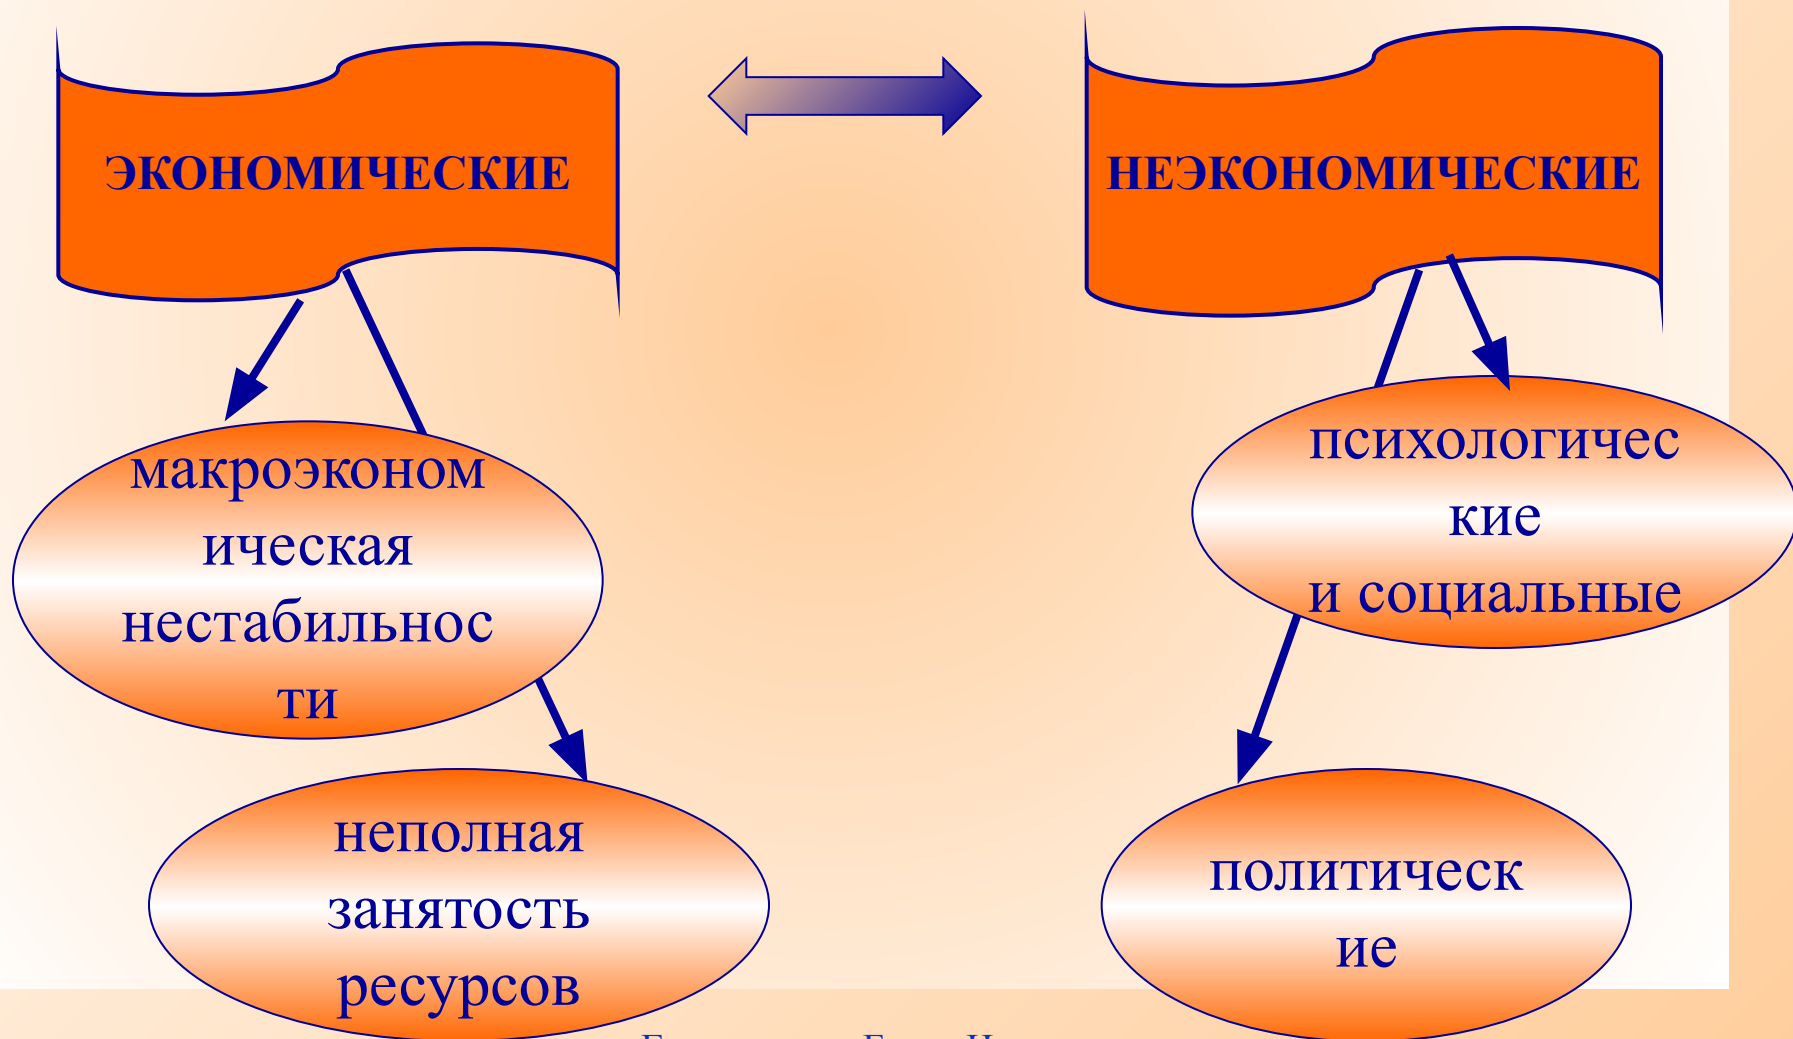 ЭКОНОМИЧЕСКИЕ
НЕЭКОНОМИЧЕСКИЕ
макроэконом
ическая
нестабильнос
ти
психологичес
кие
и социальные
неполная
занятость
ресурсов
политическ
ие